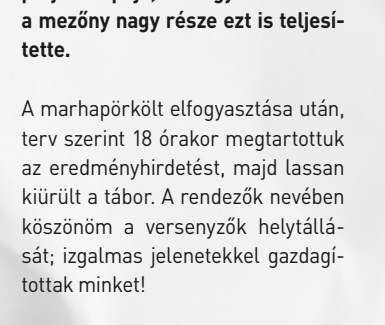 a mezőny nagy része ezt is teljesí-
tette.
A marhapörkölt elfogyasztása után,
terv szerint 18 órakor megtartottuk
az eredményhirdetést, majd lassan
kiürült a tábor. A rendezők nevében
köszönöm a versenyzők helytállá-
sát; izgalmas jelenetekkel gazdagí-
tottak minket!